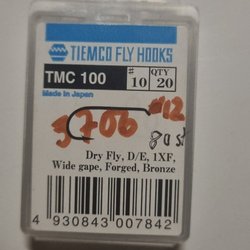 TIEMCO FLY HOOKS
TMC 100 # 10 QTY 20
Made In Japan
#12
3706
Dry Fly, D/E, 1XF,
Wide gape, Forged, Bronze
4 930843 007842